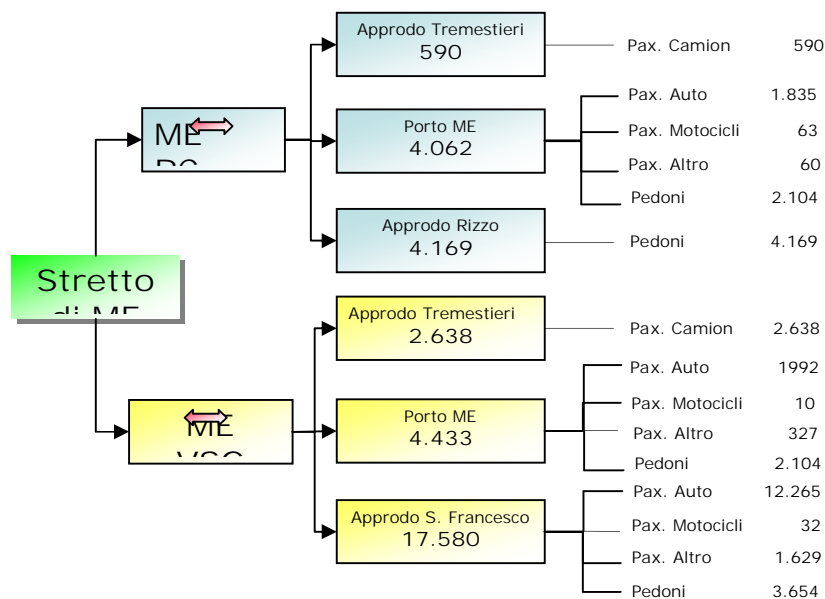 Approdo Tremestieri
590
Pax. Camion 590
Porto ME
4.062
Pax. Auto 1.835
Pax. Motocicli 63
Pax. Altro 60
Pedoni 2.104
ME
Approdo Rizzo
4.169
Pedoni 4.169
Stretto
di ME
Approdo Tremestieri
2.638
Pax. Camion 2.638
ME
VSG
Porto ME
4.433
Pax. Auto 1992
Pax. Motocicli 10
Pax. Altro 327
Pedoni 2.104
Approdo S. Francesco
17.580
Pax. Auto 12.265
Pax. Motocicli 32
Pax. Altro 1.629
Pedoni 3.654